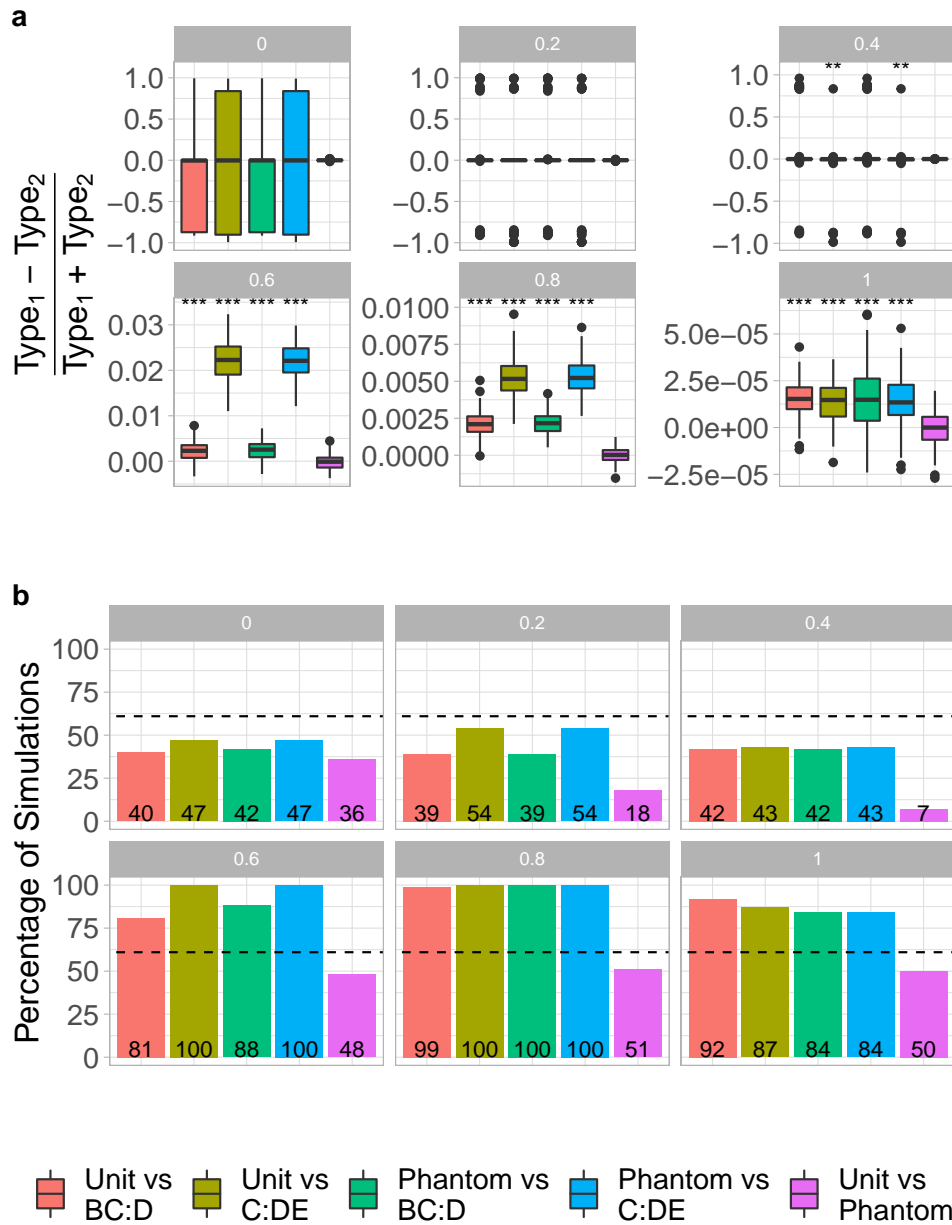 a
0
0.2
0.4
** **
1.0
0.5
0.0
−0.5
−1.0
1.0
0.5
0.0
−0.5
−1.0
1.0
0.5
0.0
−0.5
−1.0
Type₁ − Type₂
Type₁ + Type₂
0.6
0.8
1
*** *** *** ***
*** *** *** ***
*** *** *** ***
0.03
0.02
0.01
0.00
0.0100
0.0075
0.0050
0.0025
0.0000
5.0e−05
2.5e−05
0.0e+00
−2.5e−05
b
0
0.2
0.4
Percentage of Simulations
100
75
50
25
0
40 47 42 47 36
39 54 39 54 18
42 43 42 43 7
0.6
0.8
1
100
75
50
25
0
81 100 88 100 48
99 100 100 100 51
92 87 84 84 50
Unit vs
BC:D
Unit vs
C:DE
Phantom vs
BC:D
Phantom vs
C:DE
Unit vs
Phantom